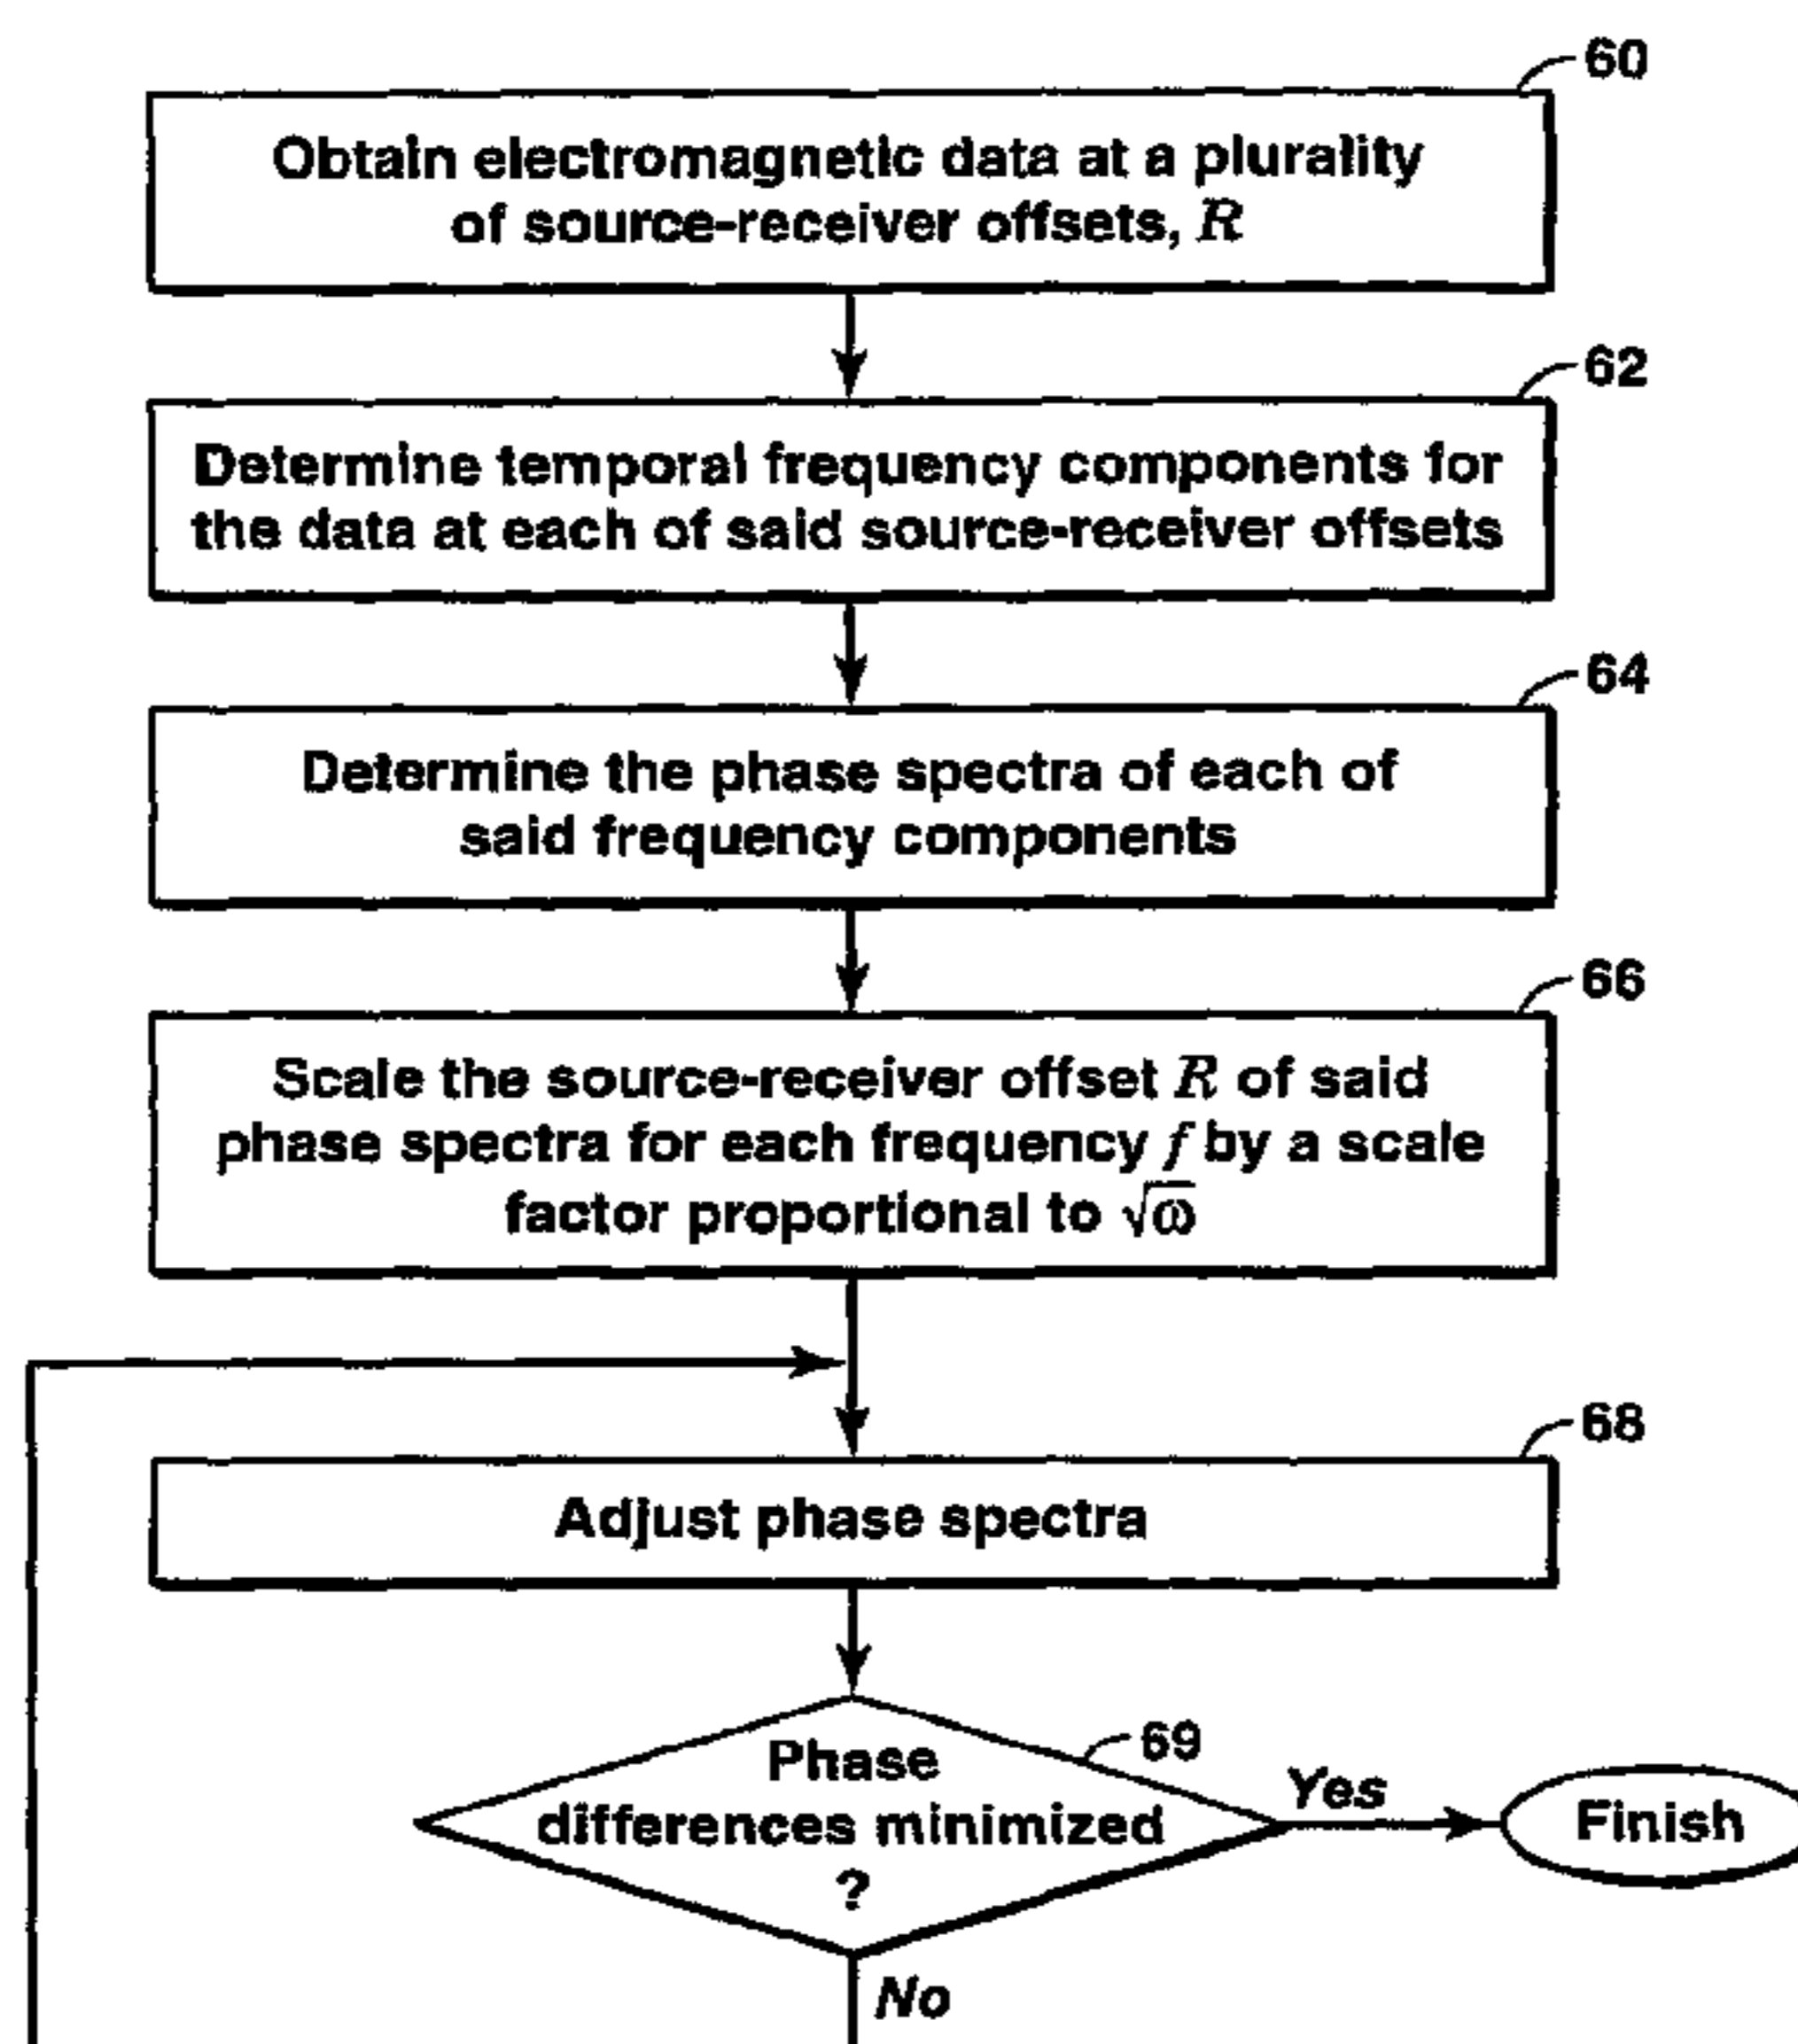 60
Obtain electromagnetic data at a plurality
of source-receiver offsets, R
62
Determine temporal frequency components for
the data at each of said source-receiver offsets
64
Determine the phase spectra of each of
said frequency components
66
Scale the source-receiver offset R of said
phase spectra for each frequency f by a scale
factor proportional to √ω
68
Adjust phase spectra
69
Phase
differences minimized
?
Yes
Finish
No